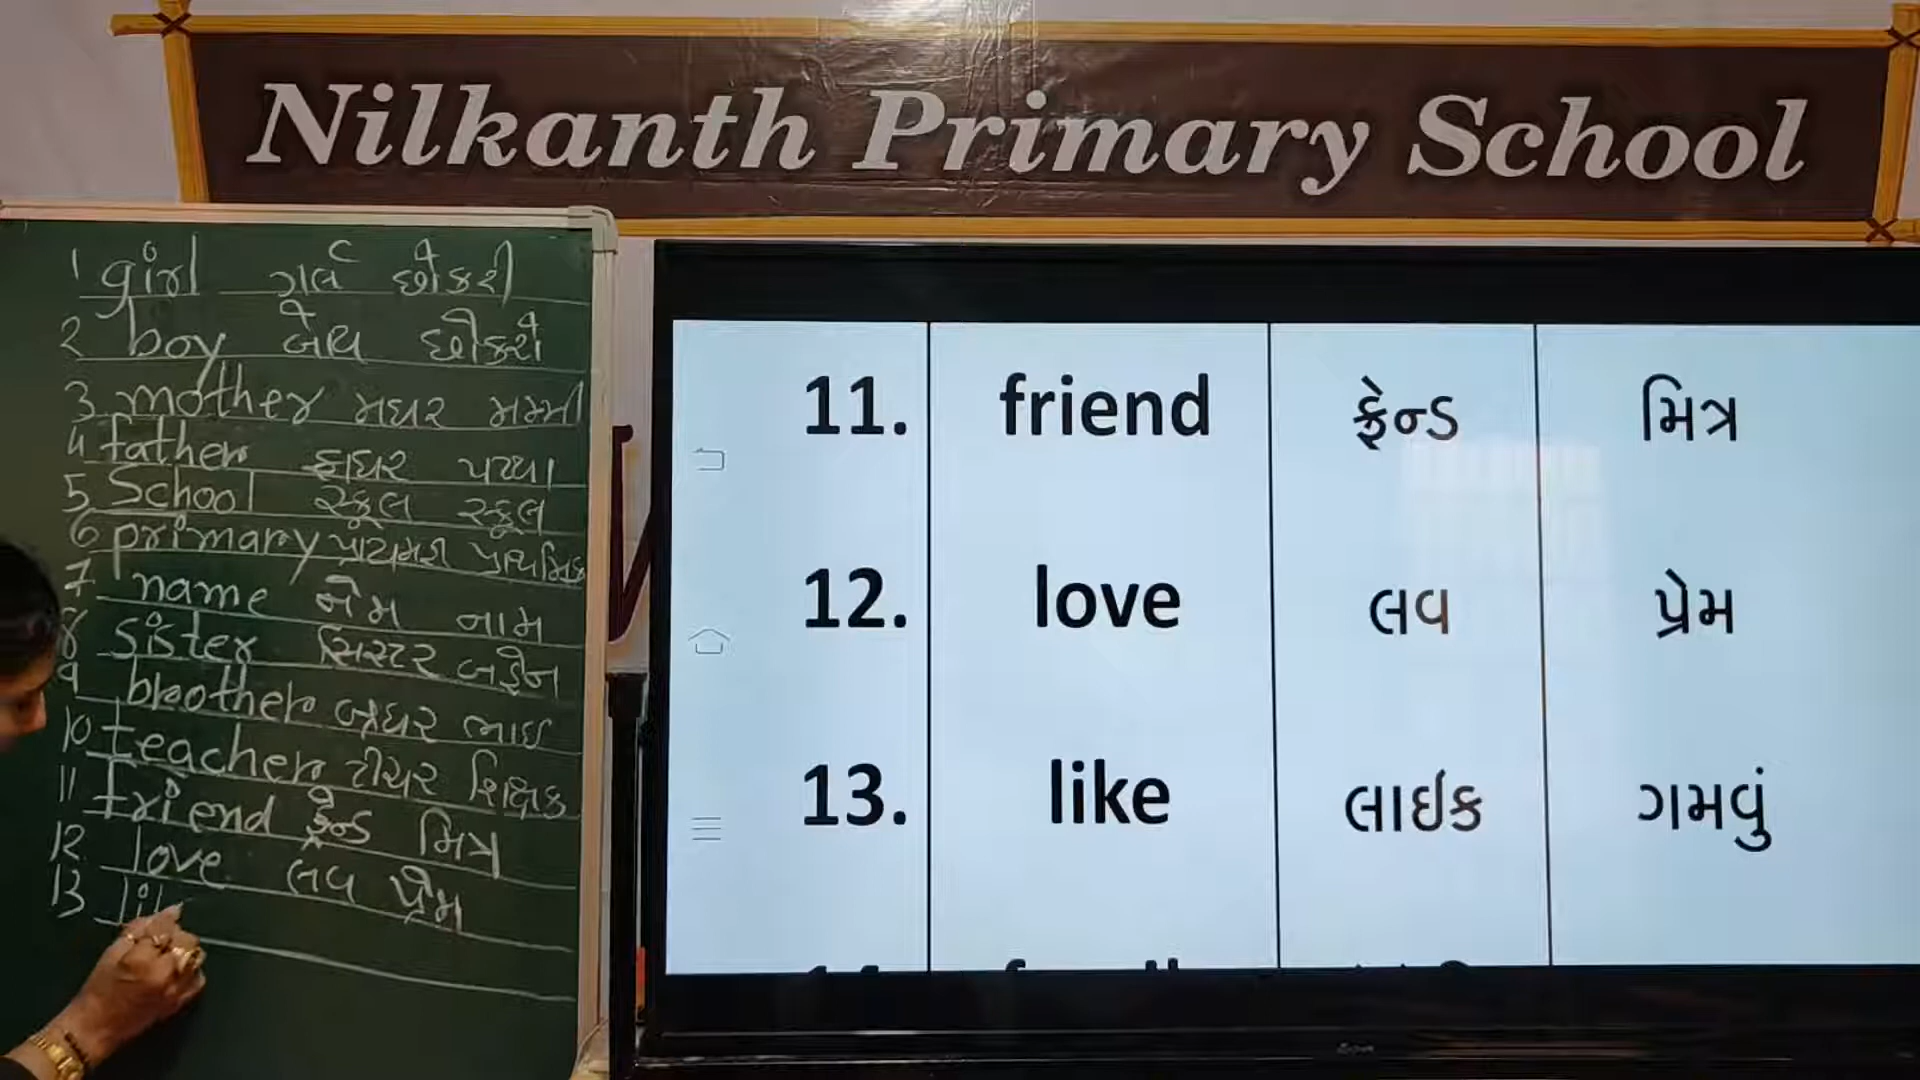 Nilkanth Primary School
1 girl ગર્લ છોકરી
2 boy બોય છોકરો
3 mother મધર મમ્મી
4 father ફાધર પપ્પા
5 School સ્કૂલ સ્કૂલ
6 primary પ્રાયમરી પ્રાથમિક
7 name નેમ નામ
8 sister સિસ્ટર બહેન
9 brother બ્રધર ભાઈ
10 teacher ટીચર શિક્ષક
11 friend ફ્રેન્ડ મિત્ર
12 love લવ પ્રેમ
13 lik
11. friend ફ્રેન્ડ મિત્ર
12. love લવ પ્રેમ
13. like લાઈક ગમવું